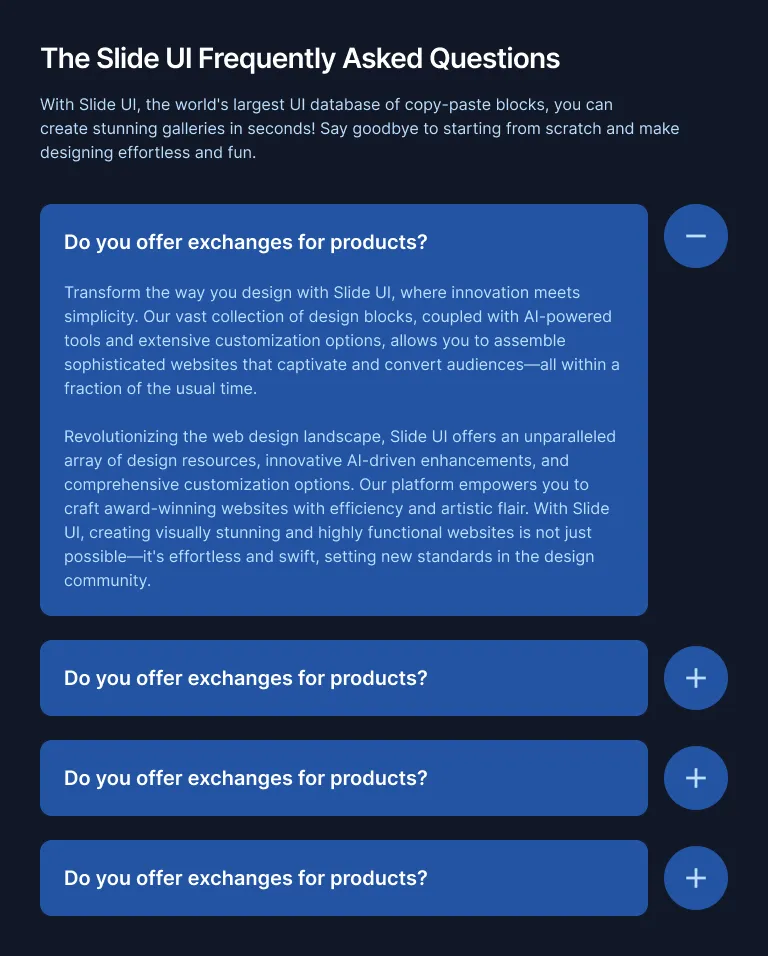 The Slide UI Frequently Asked Questions
With Slide UI, the world's largest UI database of copy-paste blocks, you can
create stunning galleries in seconds! Say goodbye to starting from scratch and make
designing effortless and fun.
Do you offer exchanges for products?
Transform the way you design with Slide UI, where innovation meets
simplicity. Our vast collection of design blocks, coupled with AI-powered
tools and extensive customization options, allows you to assemble
sophisticated websites that captivate and convert audiences—all within a
fraction of the usual time.
Revolutionizing the web design landscape, Slide UI offers an unparalleled
array of design resources, innovative AI-driven enhancements, and
comprehensive customization options. Our platform empowers you to
craft award-winning websites with efficiency and artistic flair. With Slide
UI, creating visually stunning and highly functional websites is not just
possible—it's effortless and swift, setting new standards in the design
community.
Do you offer exchanges for products?
Do you offer exchanges for products?
Do you offer exchanges for products?